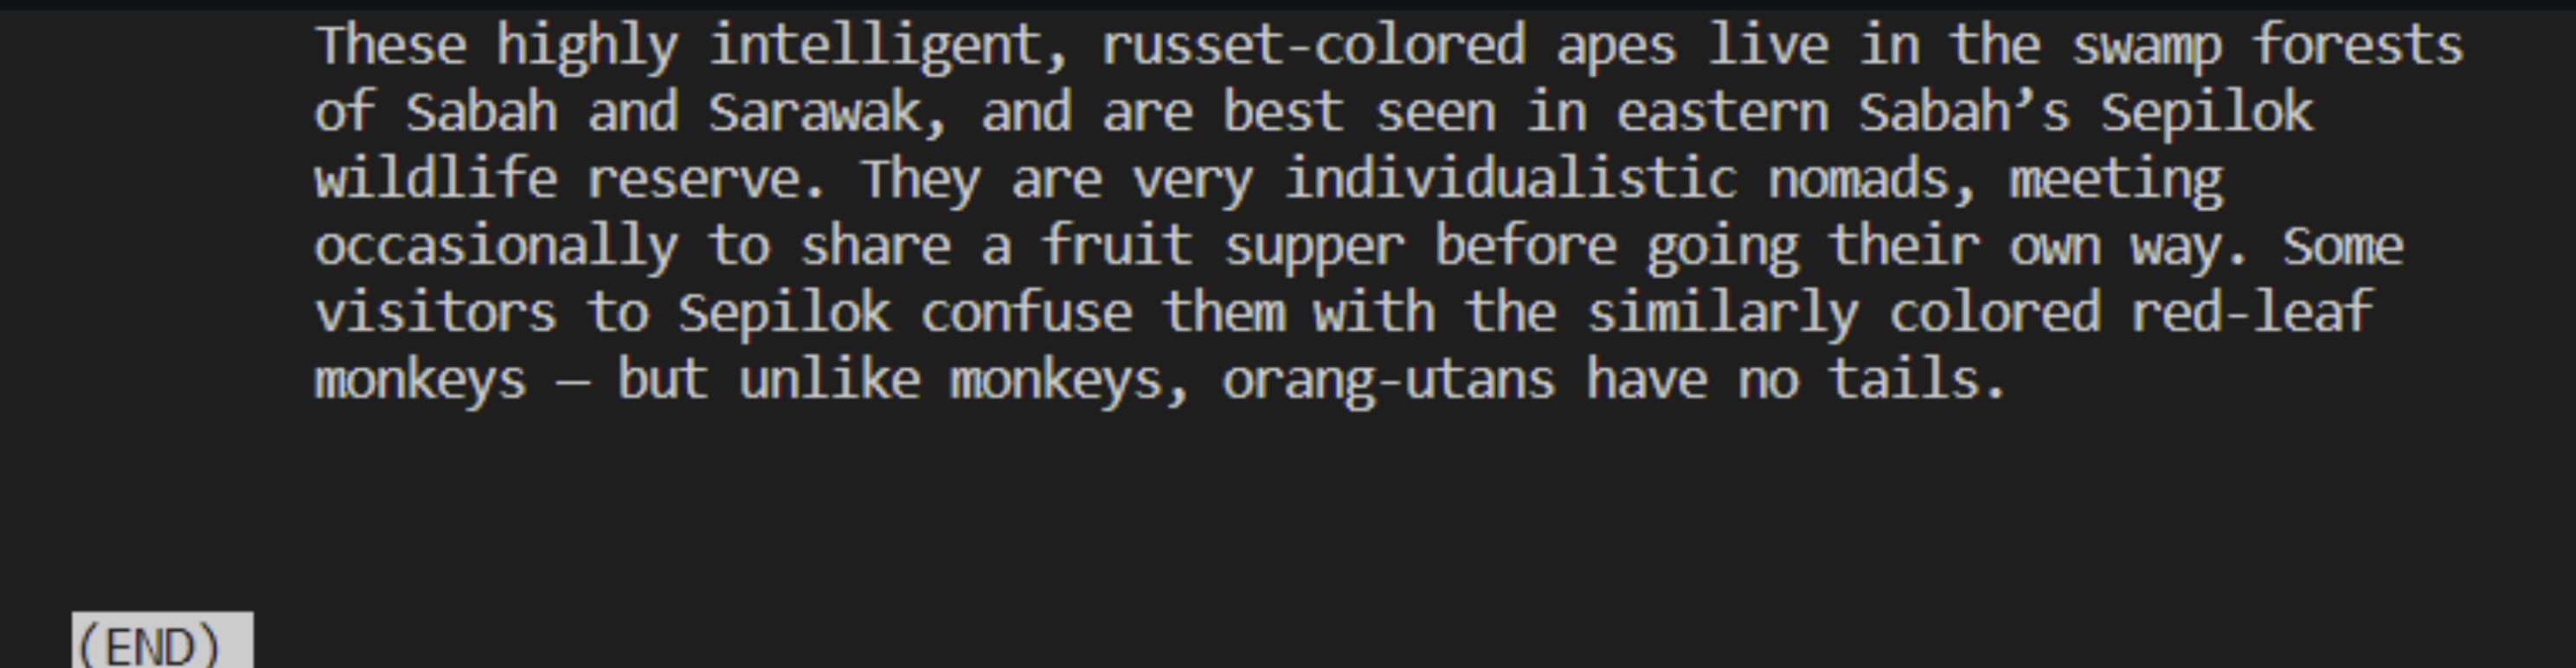 These highly intelligent, russet-colored apes live in the swamp forests
of Sabah and Sarawak, and are best seen in eastern Sabah’s Sepilok
wildlife reserve. They are very individualistic nomads, meeting
occasionally to share a fruit supper before going their own way. Some
visitors to Sepilok confuse them with the similarly colored red-leaf
monkeys — but unlike monkeys, orang-utans have no tails.
(END)